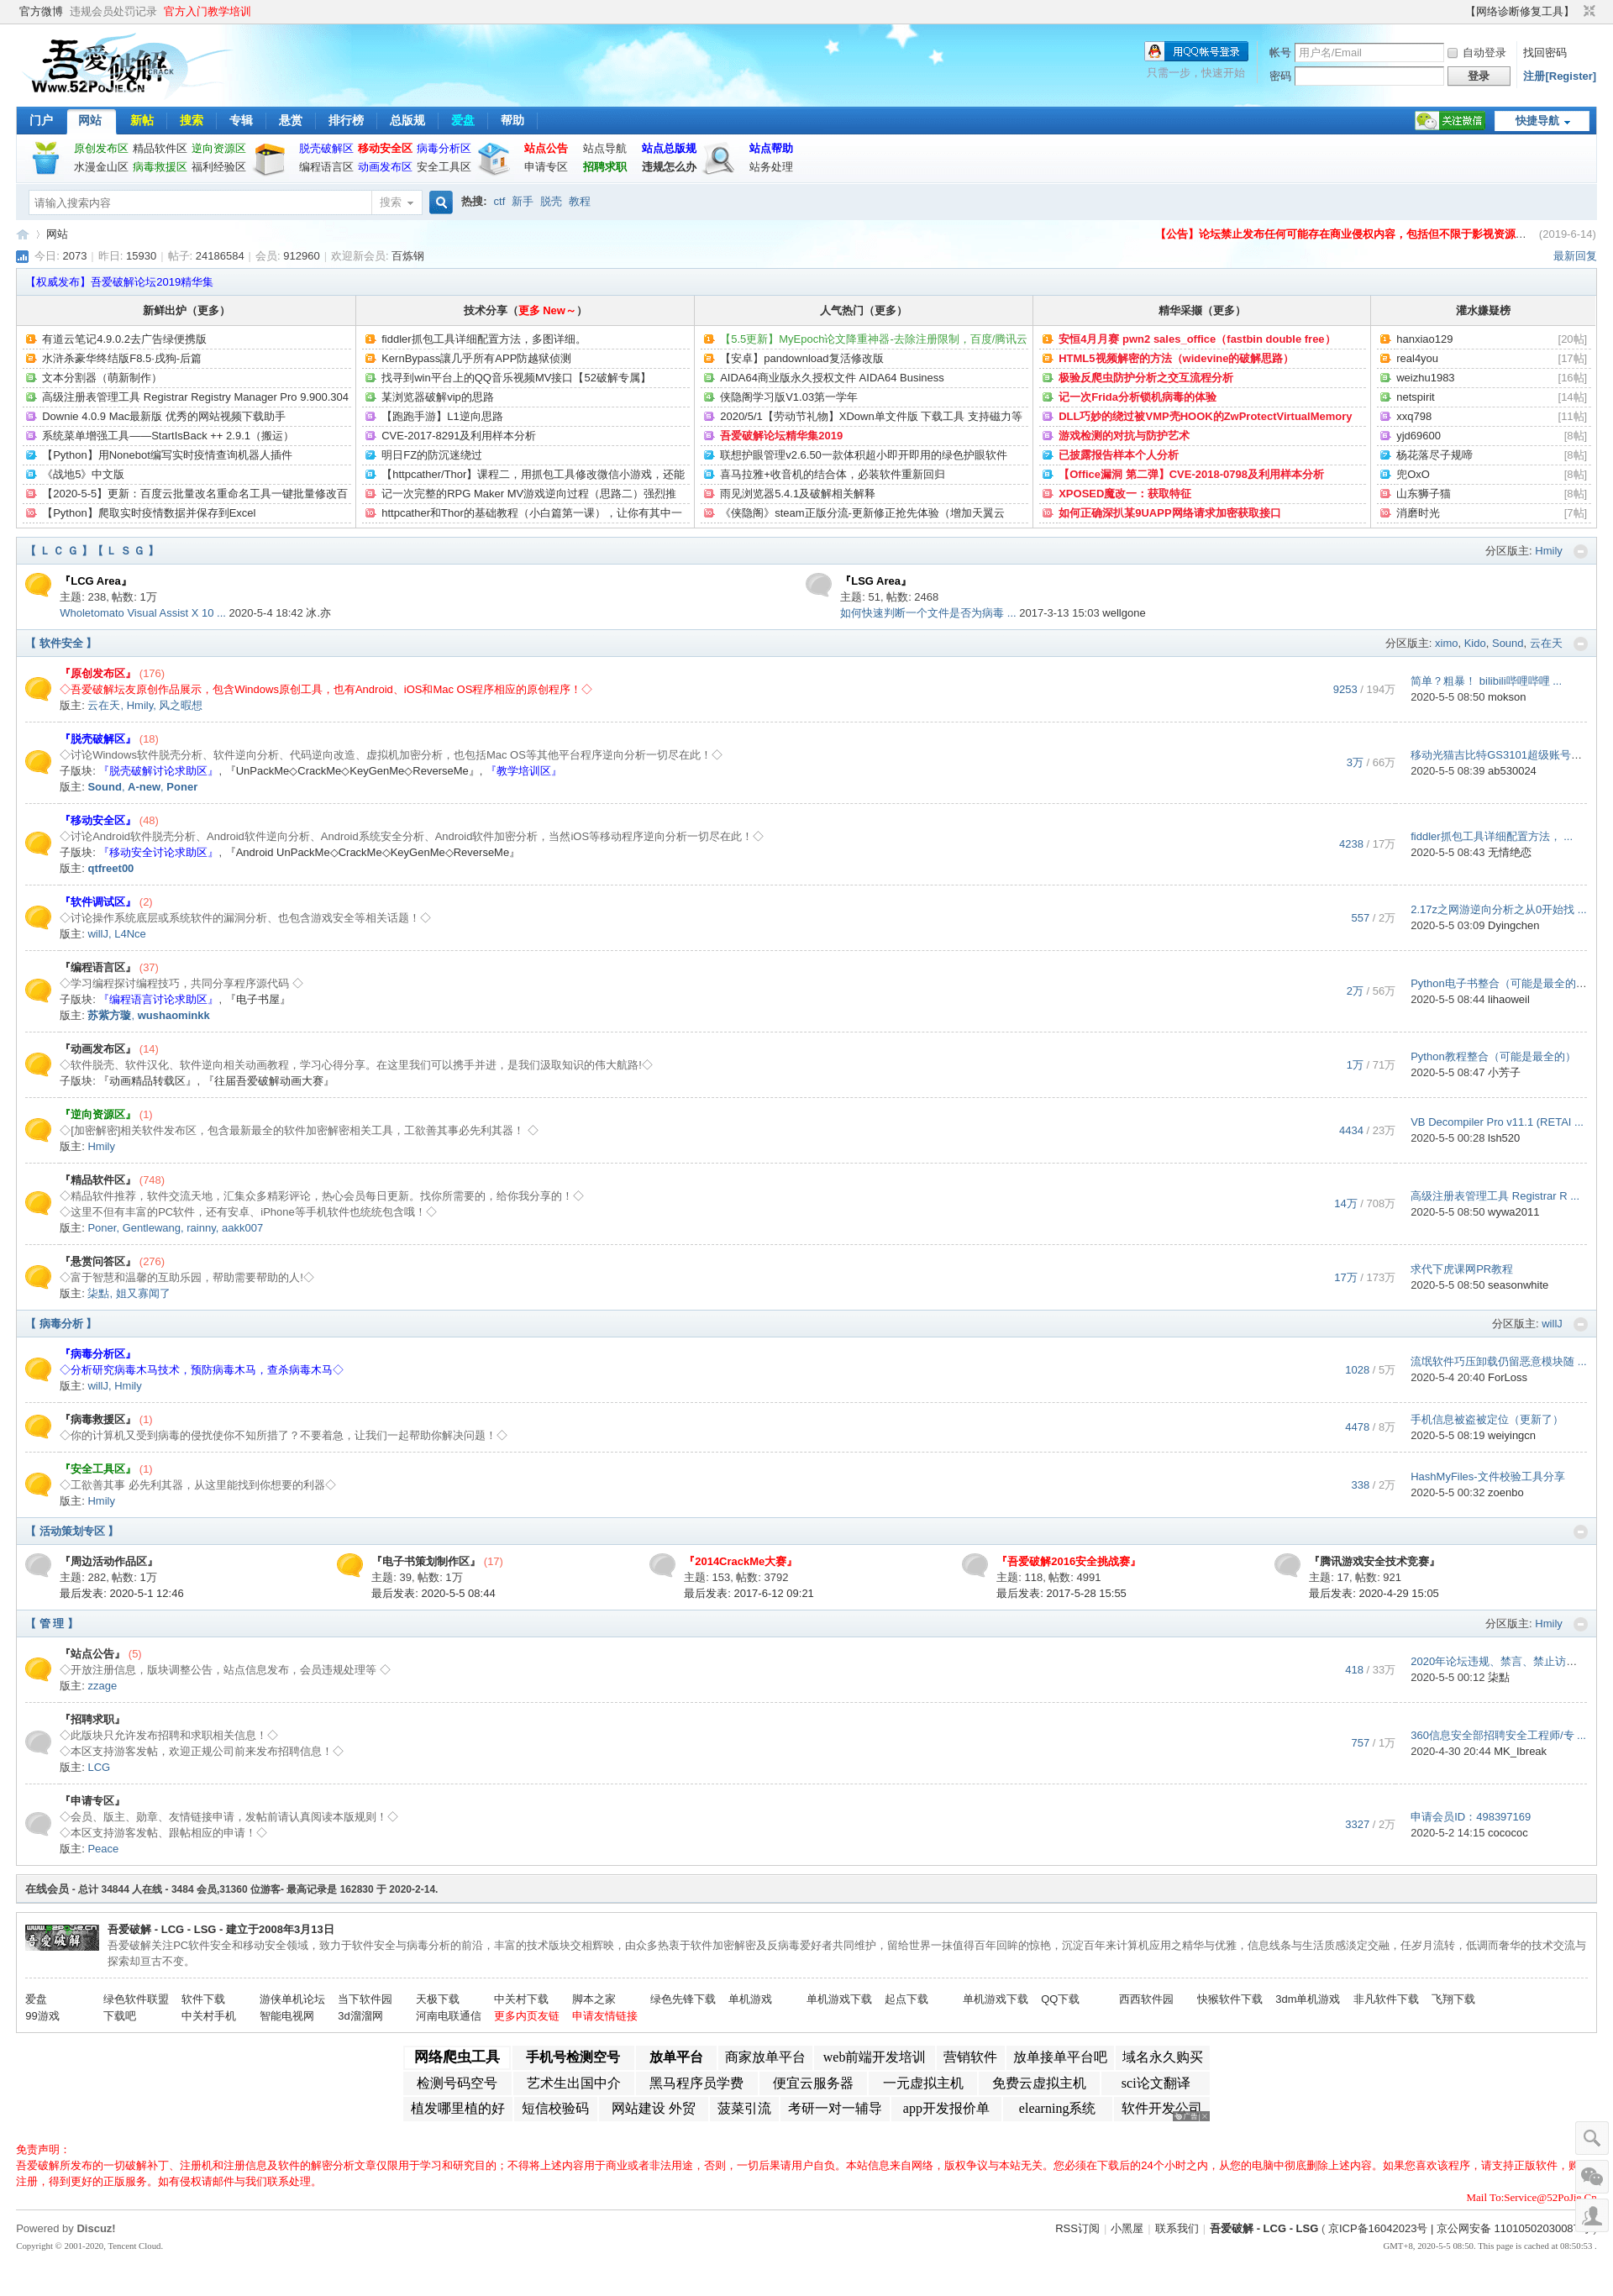 官方微博 违规会员处罚记录 官方入门教学培训 【网络诊断修复工具】
吾爱破解
www.52PoJie.Cn
用QQ帐号登录
只需一步，快速开始
帐号 用户名/Email 自动登录 找回密码
密码 登录 注册[Register]
门户 网站 新帖 搜索 专辑 悬赏 排行榜 总版规 爱盘 帮助 关注微信 快捷导航
原创发布区 精品软件区 逆向资源区 脱壳破解区 移动安全区 病毒分析区 站点公告 站点导航 站点总版规 站点帮助
水漫金山区 病毒救援区 福利经验区 编程语言区 动画发布区 安全工具区 申请专区 招聘求职 违规怎么办 站务处理
请输入搜索内容 搜索 热搜: ctf 新手 脱壳 教程
网站 【公告】论坛禁止发布任何可能存在商业侵权内容，包括但不限于影视资源... (2019-6-14)
今日: 2073 | 昨日: 15930 | 帖子: 24186584 | 会员: 912960 | 欢迎新会员: 百炼钢 最新回复
【权威发布】吾爱破解论坛2019精华集
新鲜出炉（更多） 技术分享（更多 New～） 人气热门（更多） 精华采撷（更多） 灌水嫌疑榜
有道云笔记4.9.0.2去广告绿便携版 fiddler抓包工具详细配置方法，多图详细。 【5.5更新】MyEpoch论文降重神器-去除注册限制，百度/腾讯云 安恒4月月赛 pwn2 sales_office（fastbin double free） hanxiao129 [20帖]
水浒杀豪华终结版F8.5·戌狗-后篇 KernBypass讓几乎所有APP防越狱侦测 【安卓】pandownload复活修改版 HTML5视频解密的方法（widevine的破解思路） real4you [17帖]
文本分割器（萌新制作） 找寻到win平台上的QQ音乐视频MV接口【52破解专属】 AIDA64商业版永久授权文件 AIDA64 Business 极验反爬虫防护分析之交互流程分析 weizhu1983 [16帖]
高级注册表管理工具 Registrar Registry Manager Pro 9.900.304 某浏览器破解vip的思路 侠隐阁学习版V1.03第一学年 记一次Frida分析锁机病毒的体验 netspirit [14帖]
Downie 4.0.9 Mac最新版 优秀的网站视频下载助手 【跑跑手游】L1逆向思路 2020/5/1【劳动节礼物】XDown单文件版 下载工具 支持磁力等 DLL巧妙的绕过被VMP壳HOOK的ZwProtectVirtualMemory xxq798 [11帖]
系统菜单增强工具——StartIsBack ++ 2.9.1（搬运） CVE-2017-8291及利用样本分析 吾爱破解论坛精华集2019 游戏检测的对抗与防护艺术 yjd69600 [8帖]
【Python】用Nonebot编写实时疫情查询机器人插件 明日FZ的防沉迷绕过 联想护眼管理v2.6.50一款体积超小即开即用的绿色护眼软件 已披露报告样本个人分析 杨花落尽子规啼 [8帖]
《战地5》中文版 【httpcather/Thor】课程二，用抓包工具修改微信小游戏，还能 喜马拉雅+收音机的结合体，必装软件重新回归 【Office漏洞 第二弹】CVE-2018-0798及利用样本分析 兜OxO [8帖]
【2020-5-5】更新：百度云批量改名重命名工具一键批量修改百 记一次完整的RPG Maker MV游戏逆向过程（思路二）强烈推 雨见浏览器5.4.1及破解相关解释 XPOSED魔改一：获取特征 山东狮子猫 [8帖]
【Python】爬取实时疫情数据并保存到Excel httpcather和Thor的基础教程（小白篇第一课），让你有其中一 《侠隐阁》steam正版分流-更新修正抢先体验（增加天翼云 如何正确深扒某9UAPP网络请求加密获取接口 消磨时光 [7帖]
【 L C G 】【 L S G 】 分区版主: Hmily
『LCG Area』 『LSG Area』
主题: 238, 帖数: 1万 主题: 51, 帖数: 2468
Wholetomato Visual Assist X 10 ... 2020-5-4 18:42 冰.亦 如何快速判断一个文件是否为病毒 ... 2017-3-13 15:03 wellgone
【 软件安全 】 分区版主: ximo, Kido, Sound, 云在天
『原创发布区』 (176)
◇吾爱破解坛友原创作品展示，包含Windows原创工具，也有Android、iOS和Mac OS程序相应的原创程序！◇ 9253 / 194万 简单？粗暴！ bilibili哔哩哔哩 ...
版主: 云在天, Hmily, 风之暇想 2020-5-5 08:50 mokson
『脱壳破解区』 (18)
◇讨论Windows软件脱壳分析、软件逆向分析、代码逆向改造、虚拟机加密分析，也包括Mac OS等其他平台程序逆向分析一切尽在此！◇ 3万 / 66万 移动光猫吉比特GS3101超级账号...
子版块: 『脱壳破解讨论求助区』, 『UnPackMe◇CrackMe◇KeyGenMe◇ReverseMe』, 『教学培训区』 2020-5-5 08:39 ab530024
版主: Sound, A-new, Poner
『移动安全区』 (48)
◇讨论Android软件脱壳分析、Android软件逆向分析、Android系统安全分析、Android软件加密分析，当然iOS等移动程序逆向分析一切尽在此！◇ 4238 / 17万 fiddler抓包工具详细配置方法， ...
子版块: 『移动安全讨论求助区』, 『Android UnPackMe◇CrackMe◇KeyGenMe◇ReverseMe』 2020-5-5 08:43 无情绝恋
版主: qtfreet00
『软件调试区』 (2)
◇讨论操作系统底层或系统软件的漏洞分析、也包含游戏安全等相关话题！◇ 557 / 2万 2.17z之网游逆向分析之从0开始找 ...
版主: willJ, L4Nce 2020-5-5 03:09 Dyingchen
『编程语言区』 (37)
◇学习编程探讨编程技巧，共同分享程序源代码 ◇ 2万 / 56万 Python电子书整合（可能是最全的...
子版块: 『编程语言讨论求助区』, 『电子书屋』 2020-5-5 08:44 lihaoweil
版主: 苏紫方璇, wushaominkk
『动画发布区』 (14)
◇软件脱壳、软件汉化、软件逆向相关动画教程，学习心得分享。在这里我们可以携手并进，是我们汲取知识的伟大航路!◇ 1万 / 71万 Python教程整合（可能是最全的）
子版块: 『动画精品转载区』, 『往届吾爱破解动画大赛』 2020-5-5 08:47 小芳子
『逆向资源区』 (1)
◇[加密解密]相关软件发布区，包含最新最全的软件加密解密相关工具，工欲善其事必先利其器！ ◇ 4434 / 23万 VB Decompiler Pro v11.1 (RETAI ...
版主: Hmily 2020-5-5 00:28 lsh520
『精品软件区』 (748)
◇精品软件推荐，软件交流天地，汇集众多精彩评论，热心会员每日更新。找你所需要的，给你我分享的！◇ 14万 / 708万 高级注册表管理工具 Registrar R ...
◇这里不但有丰富的PC软件，还有安卓、iPhone等手机软件也统统包含哦！◇ 2020-5-5 08:50 wywa2011
版主: Poner, Gentlewang, rainny, aakk007
『悬赏问答区』 (276)
◇富于智慧和温馨的互助乐园，帮助需要帮助的人!◇ 17万 / 173万 求代下虎课网PR教程
版主: 柒點, 姐又寡闻了 2020-5-5 08:50 seasonwhite
【 病毒分析 】 分区版主: willJ
『病毒分析区』
◇分析研究病毒木马技术，预防病毒木马，查杀病毒木马◇ 1028 / 5万 流氓软件巧压卸载仍留恶意模块随 ...
版主: willJ, Hmily 2020-5-4 20:40 ForLoss
『病毒救援区』 (1) 4478 / 8万 手机信息被盗被定位（更新了）
◇你的计算机又受到病毒的侵扰使你不知所措了？不要着急，让我们一起帮助你解决问题！◇ 2020-5-5 08:19 weiyingcn
『安全工具区』 (1)
◇工欲善其事 必先利其器，从这里能找到你想要的利器◇ 338 / 2万 HashMyFiles-文件校验工具分享
版主: Hmily 2020-5-5 00:32 zoenbo
【 活动策划专区 】
『周边活动作品区』 『电子书策划制作区』 (17) 『2014CrackMe大赛』 『吾爱破解2016安全挑战赛』 『腾讯游戏安全技术竞赛』
主题: 282, 帖数: 1万 主题: 39, 帖数: 1万 主题: 153, 帖数: 3792 主题: 118, 帖数: 4991 主题: 17, 帖数: 921
最后发表: 2020-5-1 12:46 最后发表: 2020-5-5 08:44 最后发表: 2017-6-12 09:21 最后发表: 2017-5-28 15:55 最后发表: 2020-4-29 15:05
【 管 理 】 分区版主: Hmily
『站点公告』 (5)
◇开放注册信息，版块调整公告，站点信息发布，会员违规处理等 ◇ 418 / 33万 2020年论坛违规、禁言、禁止访...
版主: zzage 2020-5-5 00:12 柒點
『招聘求职』
◇此版块只允许发布招聘和求职相关信息！◇ 757 / 1万 360信息安全部招聘安全工程师/专 ...
◇本区支持游客发帖，欢迎正规公司前来发布招聘信息！◇ 2020-4-30 20:44 MK_lbreak
版主: LCG
『申请专区』
◇会员、版主、勋章、友情链接申请，发帖前请认真阅读本版规则！◇ 3327 / 2万 申请会员ID：498397169
◇本区支持游客发帖、跟帖相应的申请！◇ 2020-5-2 14:15 cocococ
版主: Peace
在线会员 - 总计 34844 人在线 - 3484 会员,31360 位游客- 最高记录是 162830 于 2020-2-14.
吾爱破解 吾爱破解 - LCG - LSG - 建立于2008年3月13日
吾爱破解关注PC软件安全和移动安全领域，致力于软件安全与病毒分析的前沿，丰富的技术版块交相辉映，由众多热衷于软件加密解密及反病毒爱好者共同维护，留给世界一抹值得百年回眸的惊艳，沉淀百年来计算机应用之精华与优雅，信息线条与生活质感淡定交融，任岁月流转，低调而奢华的技术交流与
探索却亘古不变。
爱盘 绿色软件联盟 软件下载 游侠单机论坛 当下软件园 天极下载 中关村下载 脚本之家 绿色先锋下载 单机游戏 单机游戏下载 起点下载 单机游戏下载 QQ下载 西西软件园 快猴软件下载 3dm单机游戏 非凡软件下载 飞翔下载
99游戏 下载吧 中关村手机 智能电视网 3d溜溜网 河南电联通信 更多内页友链 申请友情链接
网络爬虫工具 手机号检测空号 放单平台 商家放单平台 web前端开发培训 营销软件 放单接单平台吧 域名永久购买
检测号码空号 艺术生出国中介 黑马程序员学费 便宜云服务器 一元虚拟主机 免费云虚拟主机 sci论文翻译
植发哪里植的好 短信校验码 网站建设 外贸 菠菜引流 考研一对一辅导 app开发报价单 elearning系统 软件开发公司
广告
免责声明：
吾爱破解所发布的一切破解补丁、注册机和注册信息及软件的解密分析文章仅限用于学习和研究目的；不得将上述内容用于商业或者非法用途，否则，一切后果请用户自负。本站信息来自网络，版权争议与本站无关。您必须在下载后的24个小时之内，从您的电脑中彻底删除上述内容。如果您喜欢该程序，请支持正版软件，购
注册，得到更好的正版服务。如有侵权请邮件与我们联系处理。
Mail To:Service@52PoJie.Cn
Powered by Discuz! RSS订阅 | 小黑屋 | 联系我们 | 吾爱破解 - LCG - LSG ( 京ICP备16042023号 | 京公网安备 1101050203008
Copyright © 2001-2020, Tencent Cloud. GMT+8, 2020-5-5 08:50. This page is cached at 08:50:53 .